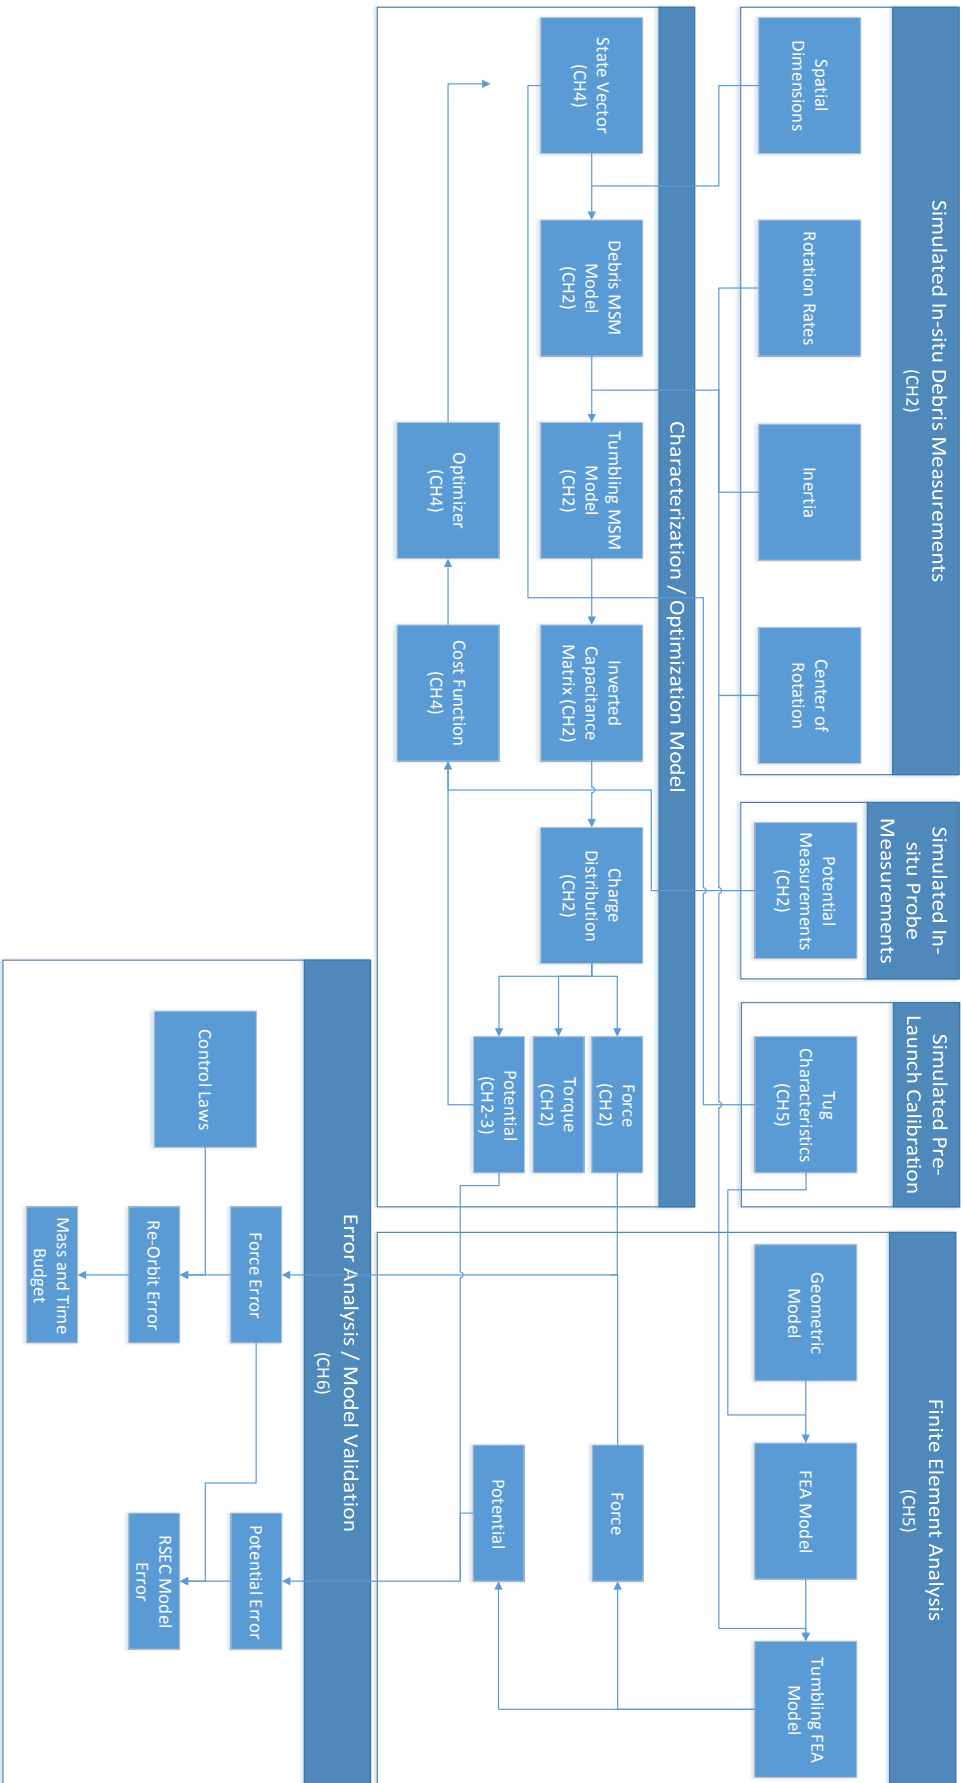 Simulated In-situ Debris Measurements
(CH2)
Spatial
Dimensions
Rotation Rates
Inertia
Center of
Rotation
Simulated In-
situ Probe
Measurements
Potential
Measurements
(CH2)
Simulated Pre-
Launch Calibration
Tug
Characteristics
(CH5)
Finite Element Analysis
(CH5)
Geometric
Model
FEA Model
Tumbling FEA
Model
Force
Potential
Characterization / Optimization Model
State Vector
(CH4)
Debris MSM
Model
(CH2)
Tumbling MSM
Model
(CH2)
Inverted
Capacitance
Matrix (CH2)
Charge
Distribution
(CH2)
Force
(CH2)
Torque
(CH2)
Potential
(CH2-3)
Optimizer
(CH4)
Cost Function
(CH4)
Error Analysis / Model Validation
(CH6)
Control Laws
Force Error
Re-Orbit Error
Mass and Time
Budget
Potential Error
RSEC Model
Error